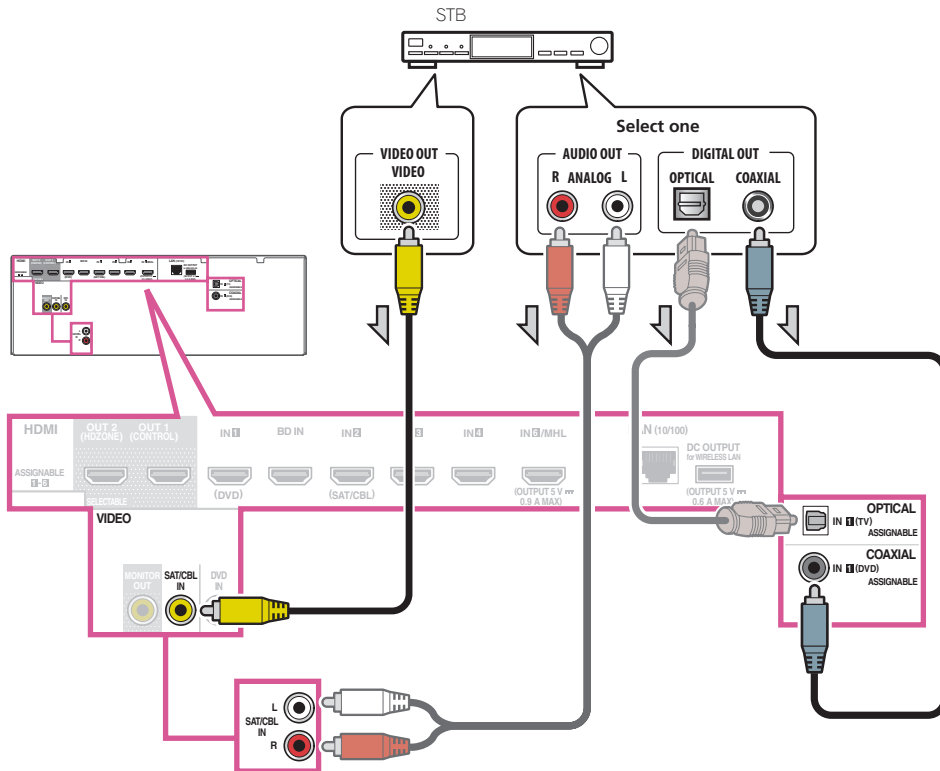 STB
Select one
VIDEO OUT
VIDEO
AUDIO OUT
R ANALOG L
DIGITAL OUT
OPTICAL
COAXIAL
HDMI
ASSIGNABLE
1-6
OUT 2
(HDZONE)
OUT 1
(CONTROL)
SELECTABLE
IN 1
(DVD)
BD IN
IN 2
(SAT/CBL)
3
IN 4
IN 6/MHL
(OUTPUT 5 V
0.9 A MAX)
AN (10/100)
DC OUTPUT
for WIRELESS LAN
(OUTPUT 5 V
0.6 A MAX)
OPTICAL
IN 1 (TV)
ASSIGNABLE
COAXIAL
IN 1 (DVD)
ASSIGNABLE
VIDEO
MONITOR
OUT
SAT/CBL
IN
DVD
IN
L
SAT/CBL
IN
R